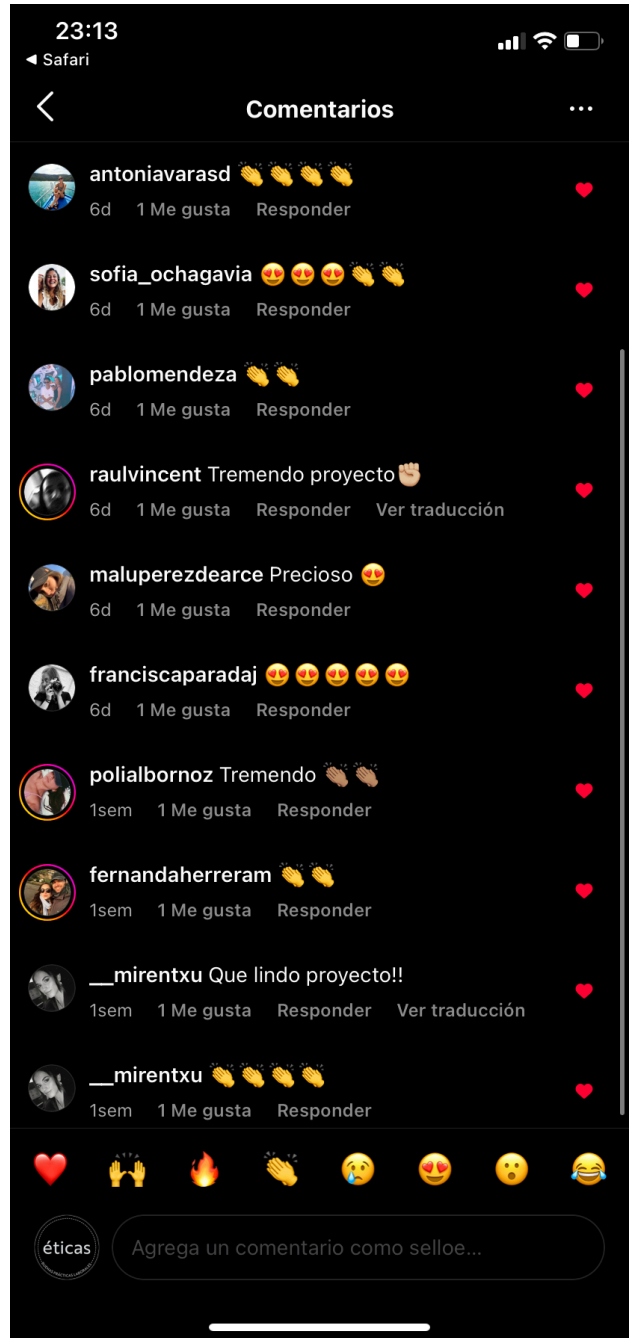 23:13
◀ Safari
Comentarios
antoniavarasd 👏👏👏👏
6d 1 Me gusta Responder
sofia_ochagavia 😍😍😍👏👏
6d 1 Me gusta Responder
pablomendeza 👏👏
6d 1 Me gusta Responder
raulvincent Tremendo proyecto✊🏼
6d 1 Me gusta Responder Ver traducción
maluperezdearce Precioso 😍
6d 1 Me gusta Responder
franciscaparadaj 😍😍😍😍😍
6d 1 Me gusta Responder
polialbornoz Tremendo 👏🏽👏🏽
1sem 1 Me gusta Responder
fernandaherreram 👏👏
1sem 1 Me gusta Responder
__mirentxu Que lindo proyecto!!
1sem 1 Me gusta Responder Ver traducción
__mirentxu 👏👏👏👏
1sem 1 Me gusta Responder
❤️ 🙌 🔥 👏 😢 😍 😮 😂
éticas
Agrega un comentario como selloe...